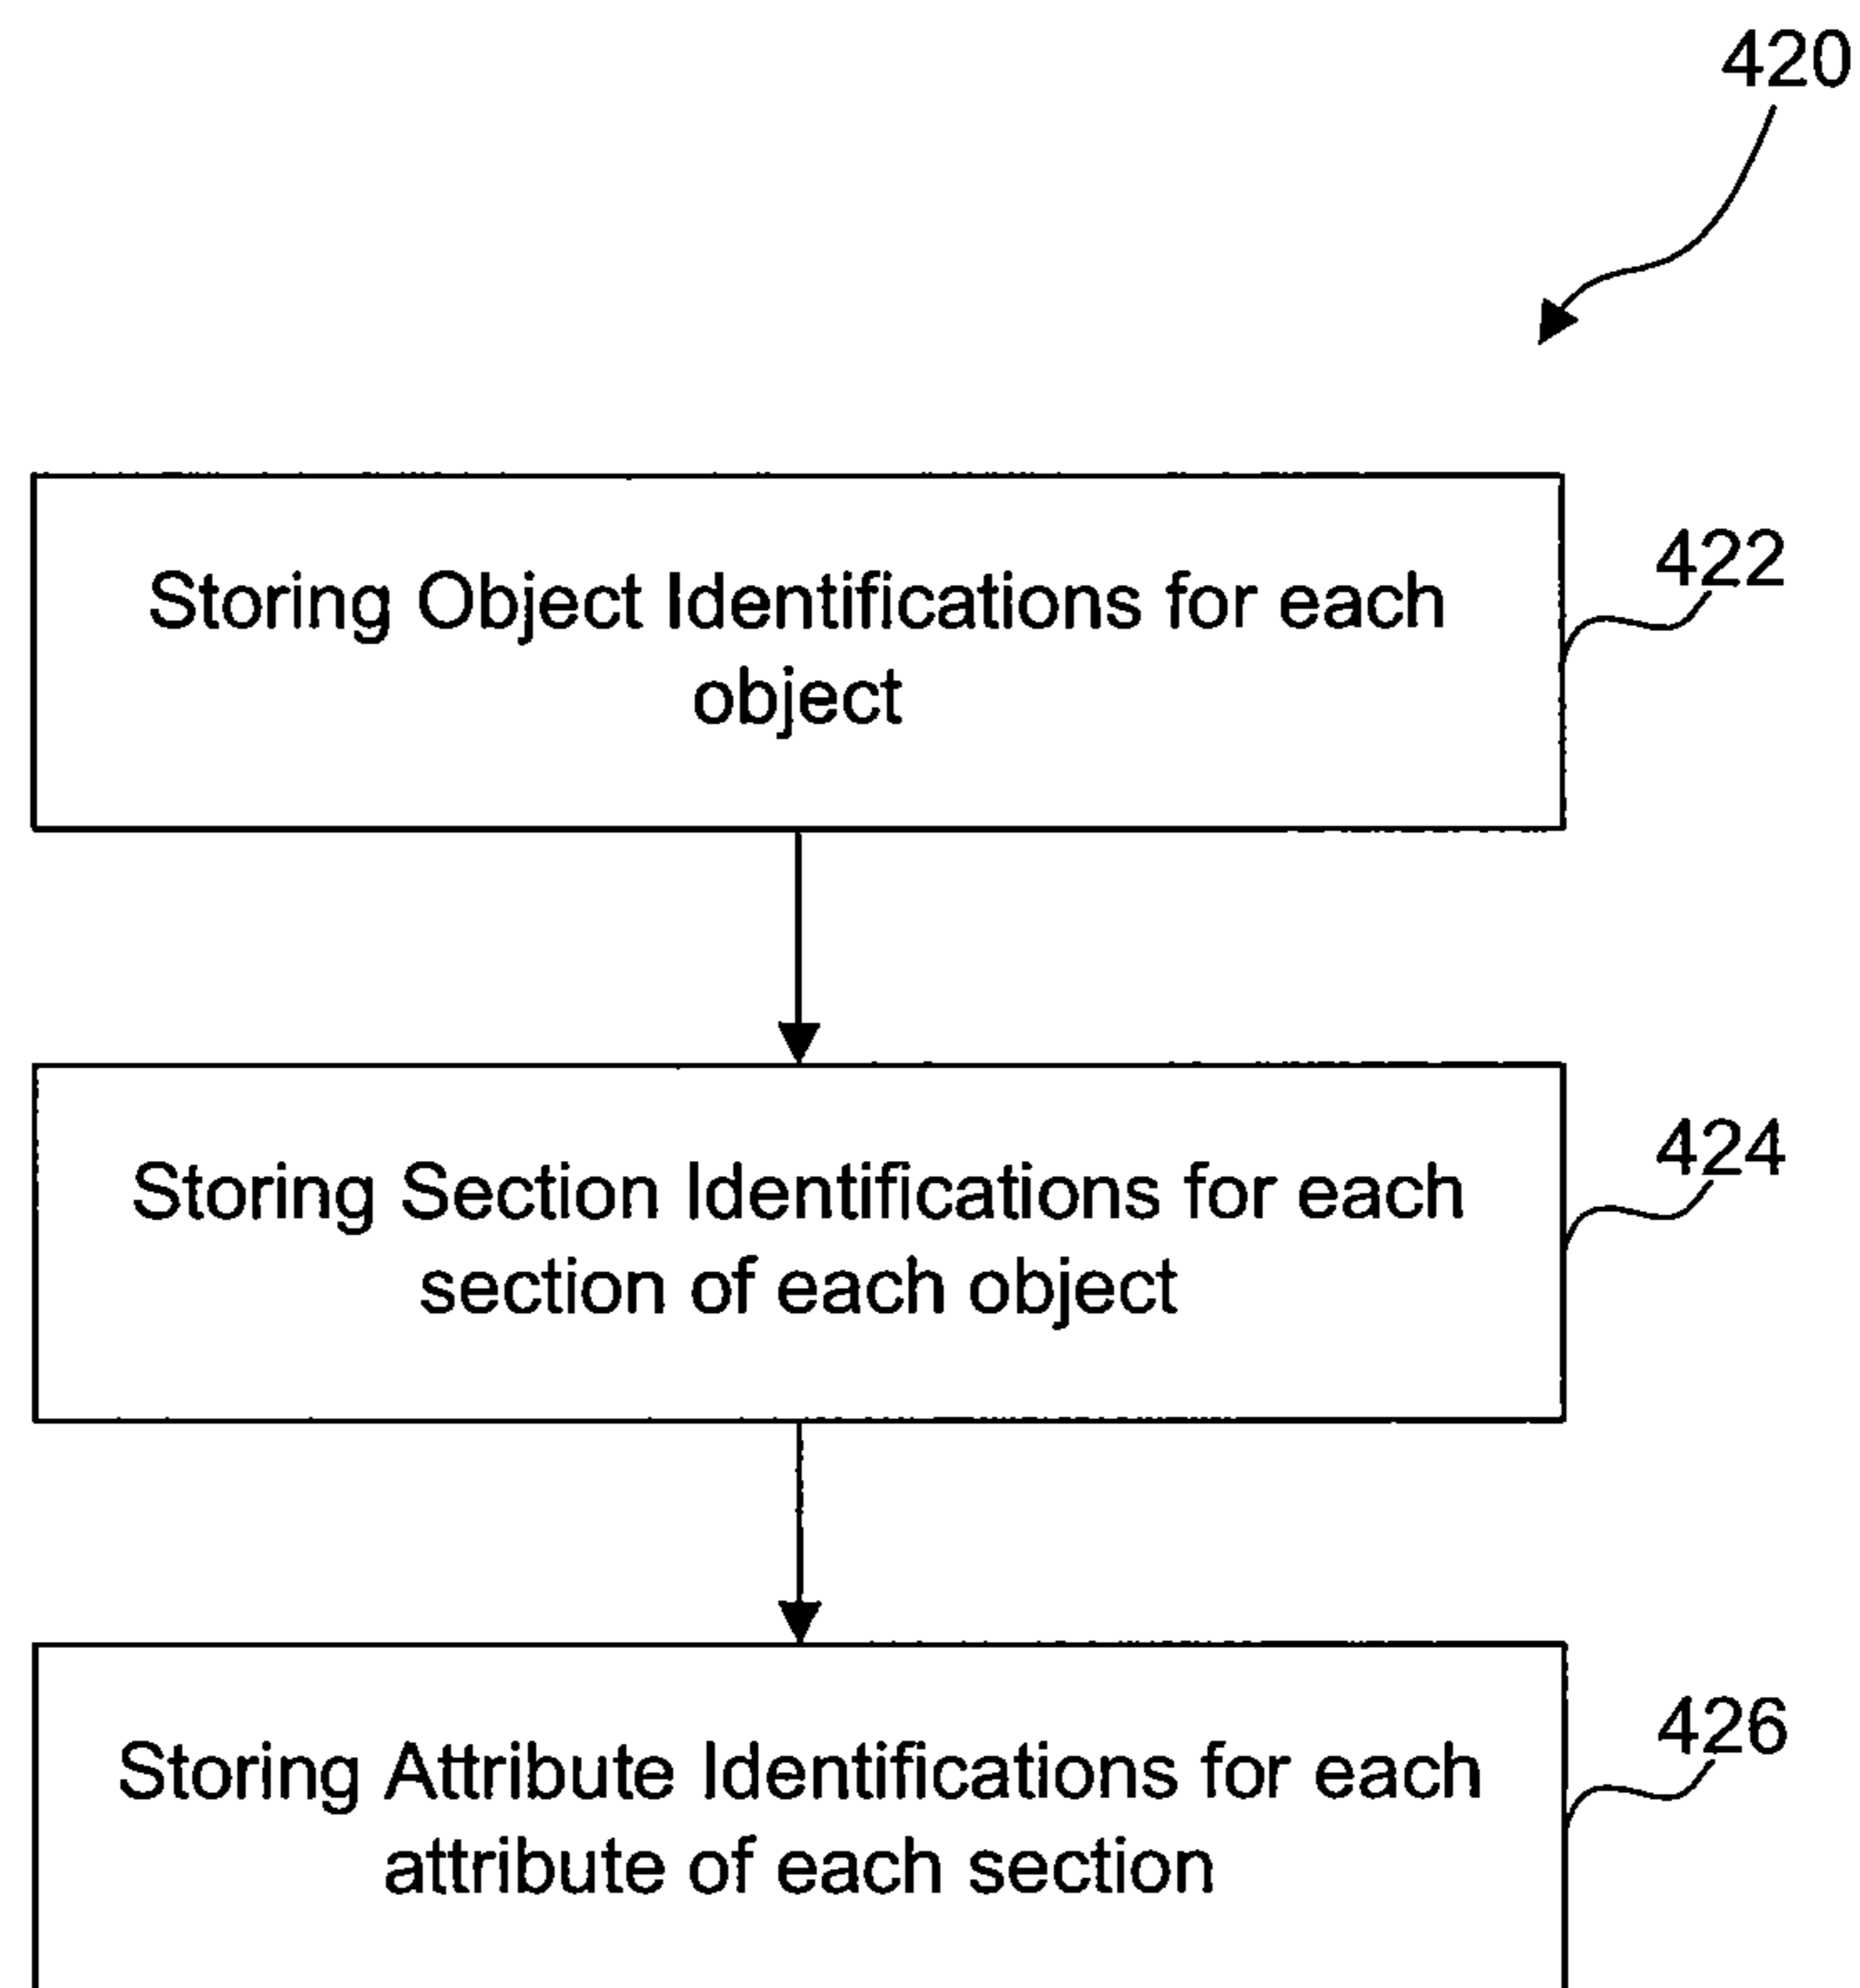 420
Storing Object Identifications for each
object
422
Storing Section Identifications for each
section of each object
424
Storing Attribute Identifications for each
attribute of each section
426